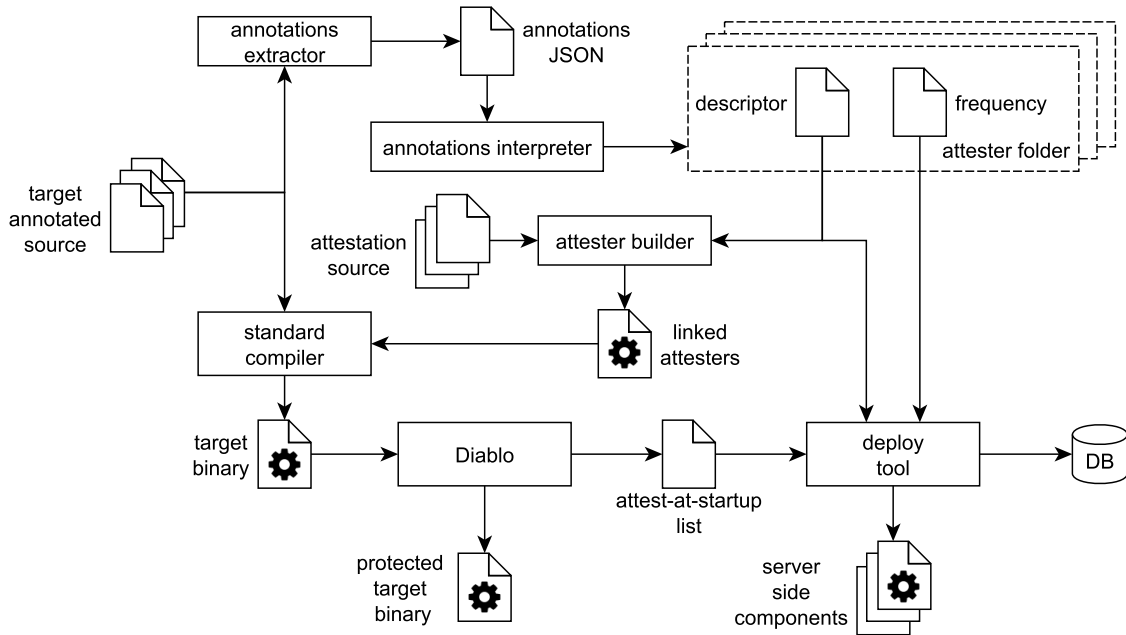 annotations
extractor
annotations
JSON
descriptor
frequency
attester folder
annotations interpreter
target
annotated
source
attestation
source
attester builder
standard
compiler
linked
attesters
target
binary
Diablo
attest-at-startup
list
deploy
tool
DB
protected
target
binary
server
side
components